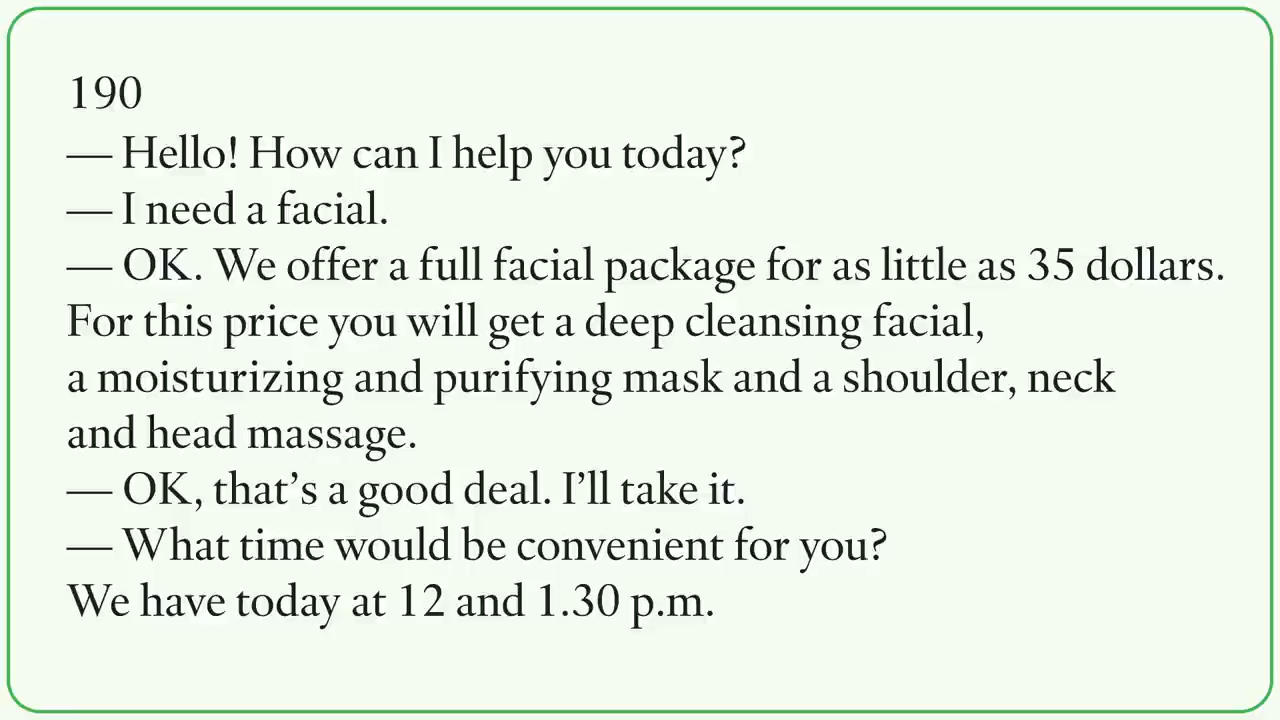 190
— Hello! How can I help you today?
— I need a facial.
— OK. We offer a full facial package for as little as 35 dollars.
For this price you will get a deep cleansing facial,
a moisturizing and purifying mask and a shoulder, neck
and head massage.
— OK, that’s a good deal. I’ll take it.
— What time would be convenient for you?
We have today at 12 and 1.30 p.m.